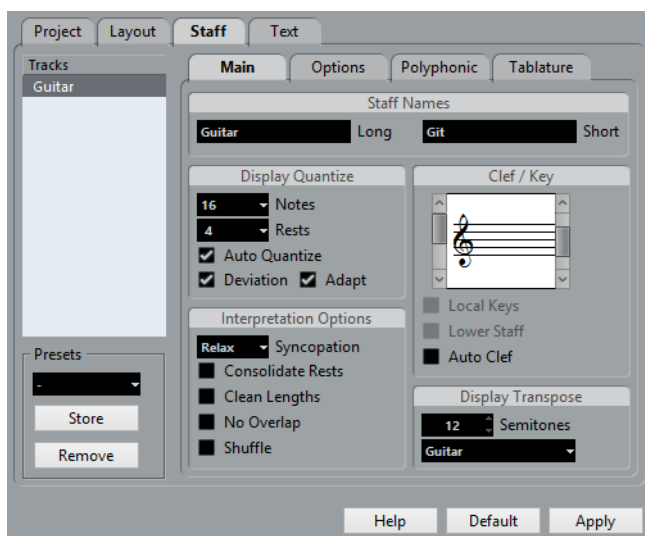 Project Layout Staff Text
Tracks
Guitar
Main Options Polyphonic Tablature
Staff Names
Guitar Long Git Short
Display Quantize
16 Notes
4 Rests
Auto Quantize
Deviation Adapt
Interpretation Options
Relax Syncopation
Consolidate Rests
Clean Lengths
No Overlap
Shuffle
Clef / Key
Local Keys
Lower Staff
Auto Clef
Display Transpose
12 Semitones
Guitar
Presets
-
Store
Remove
Help Default Apply